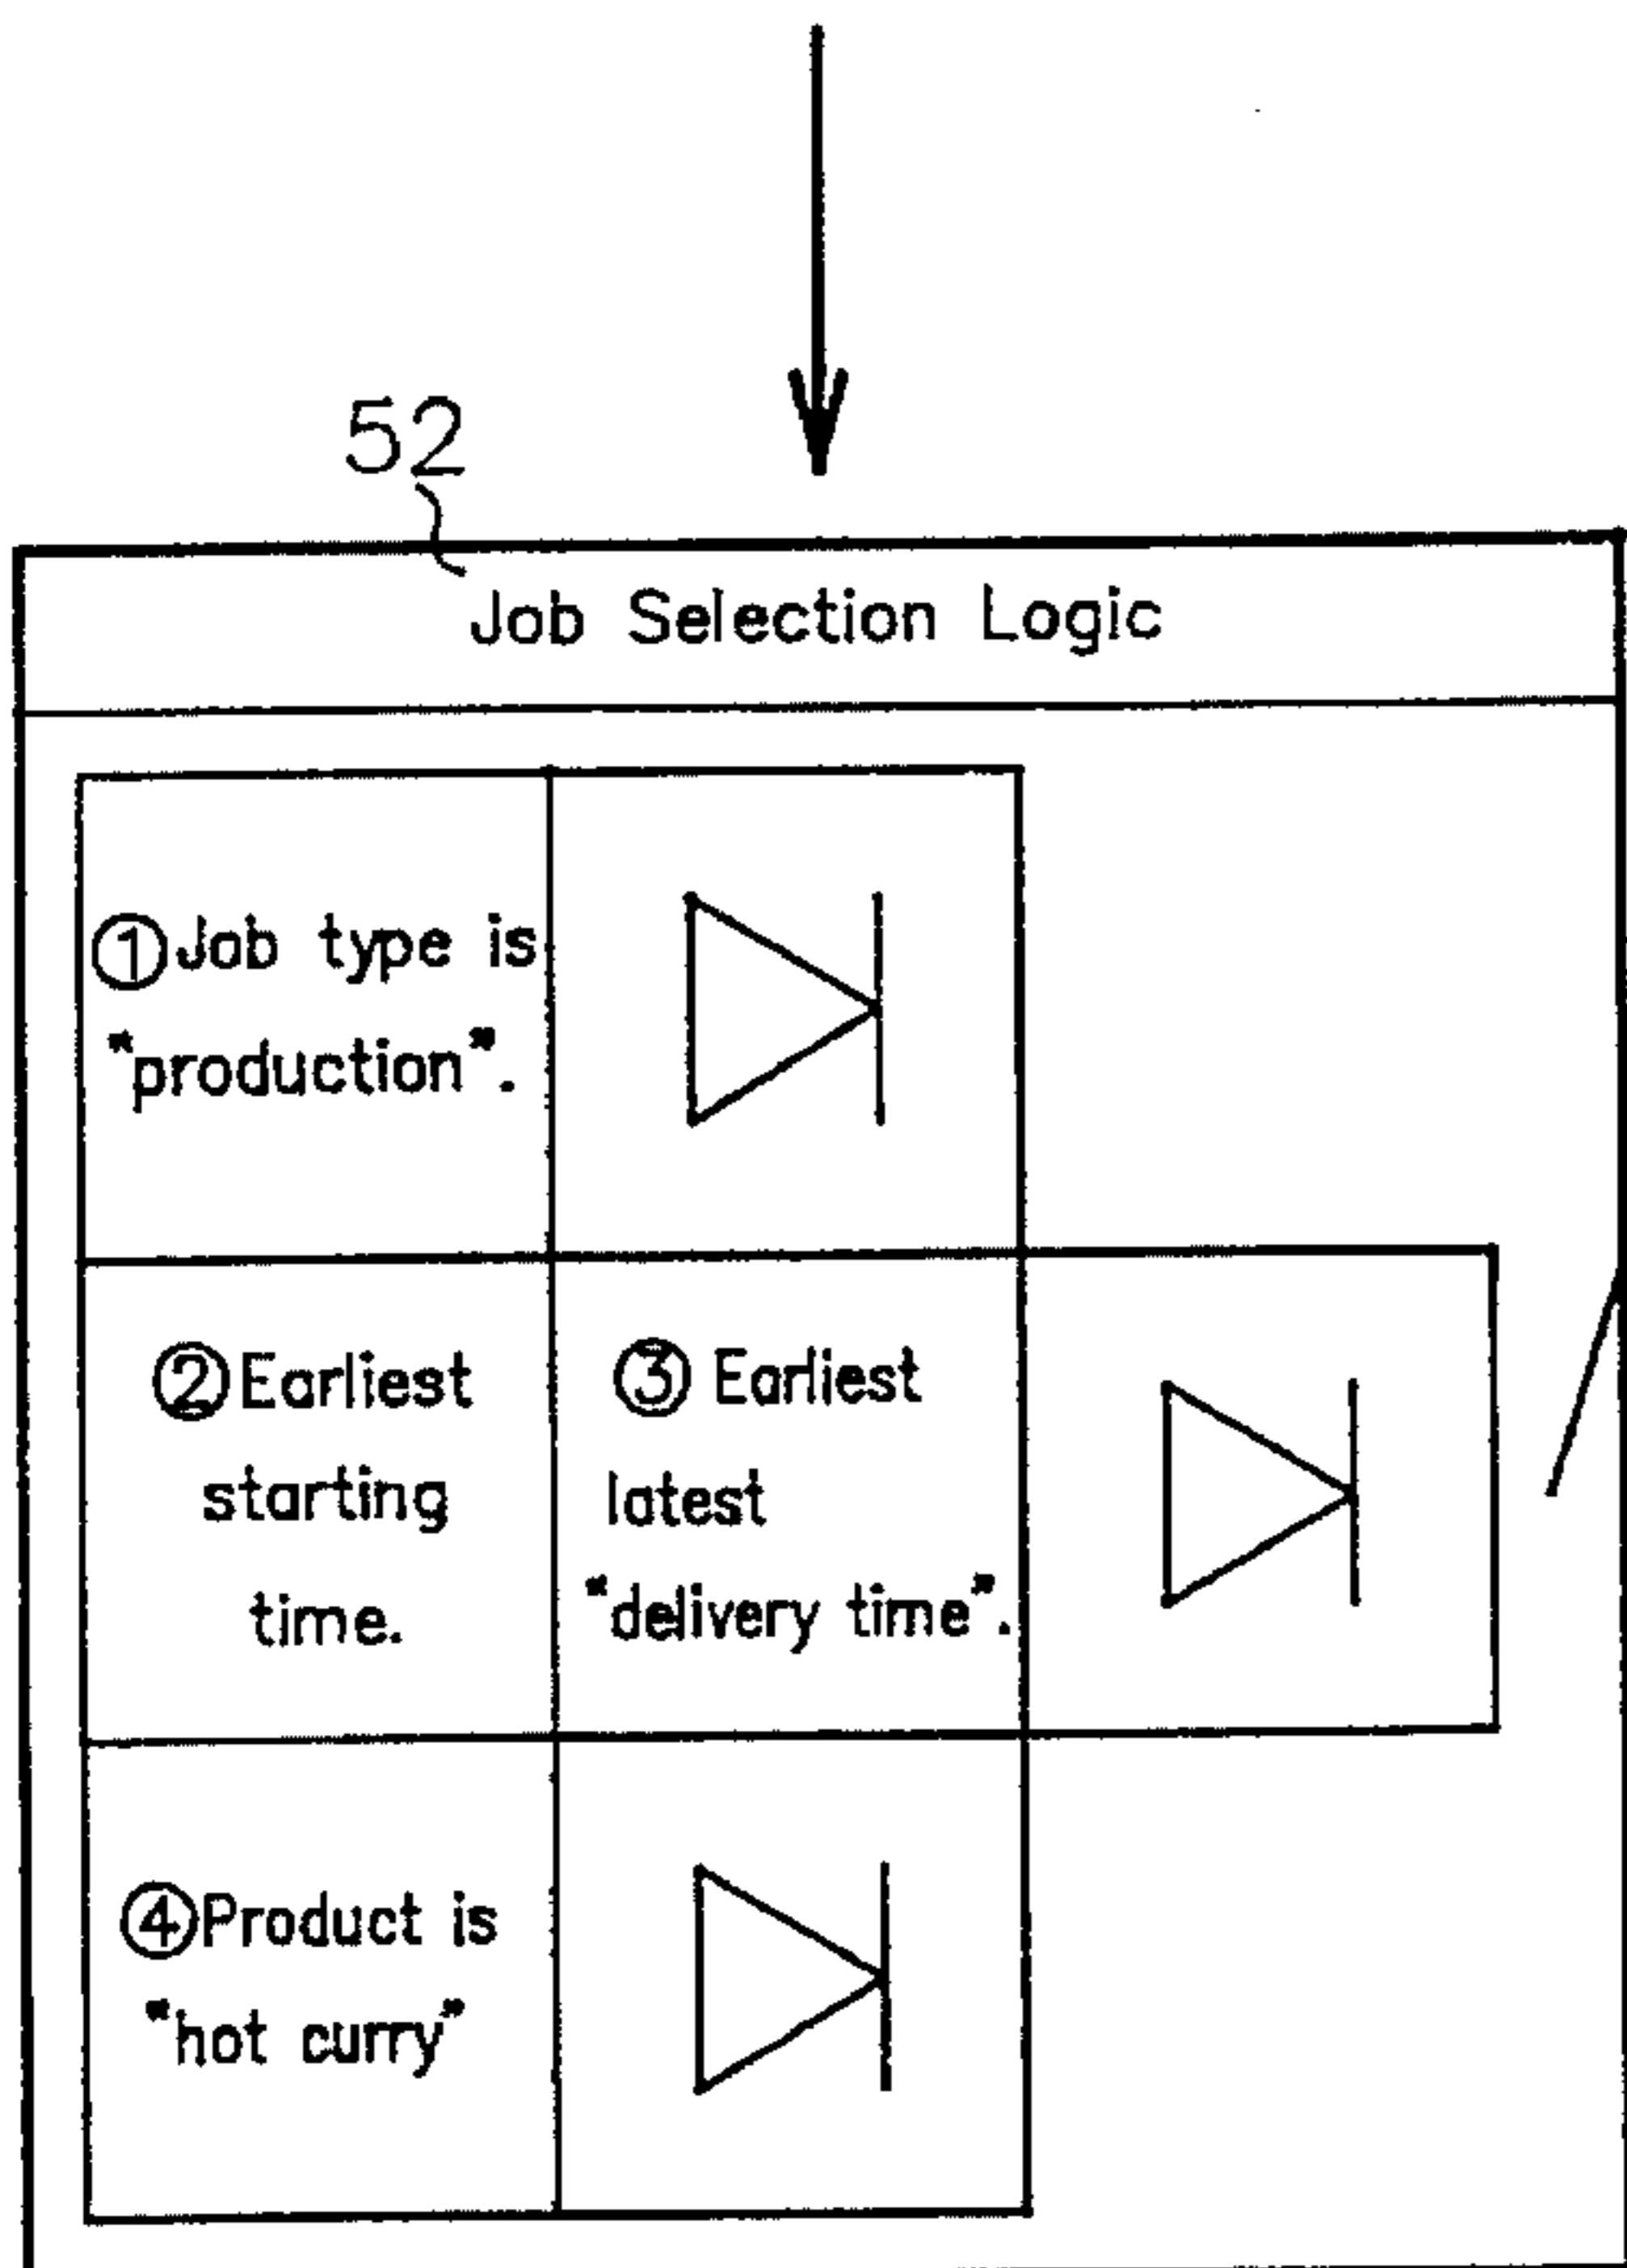 52
Job Selection Logic
①Job type is
"production".
②Earliest
starting
time.
③ Earliest
latest
"delivery time".
④Product is
"hot curry"